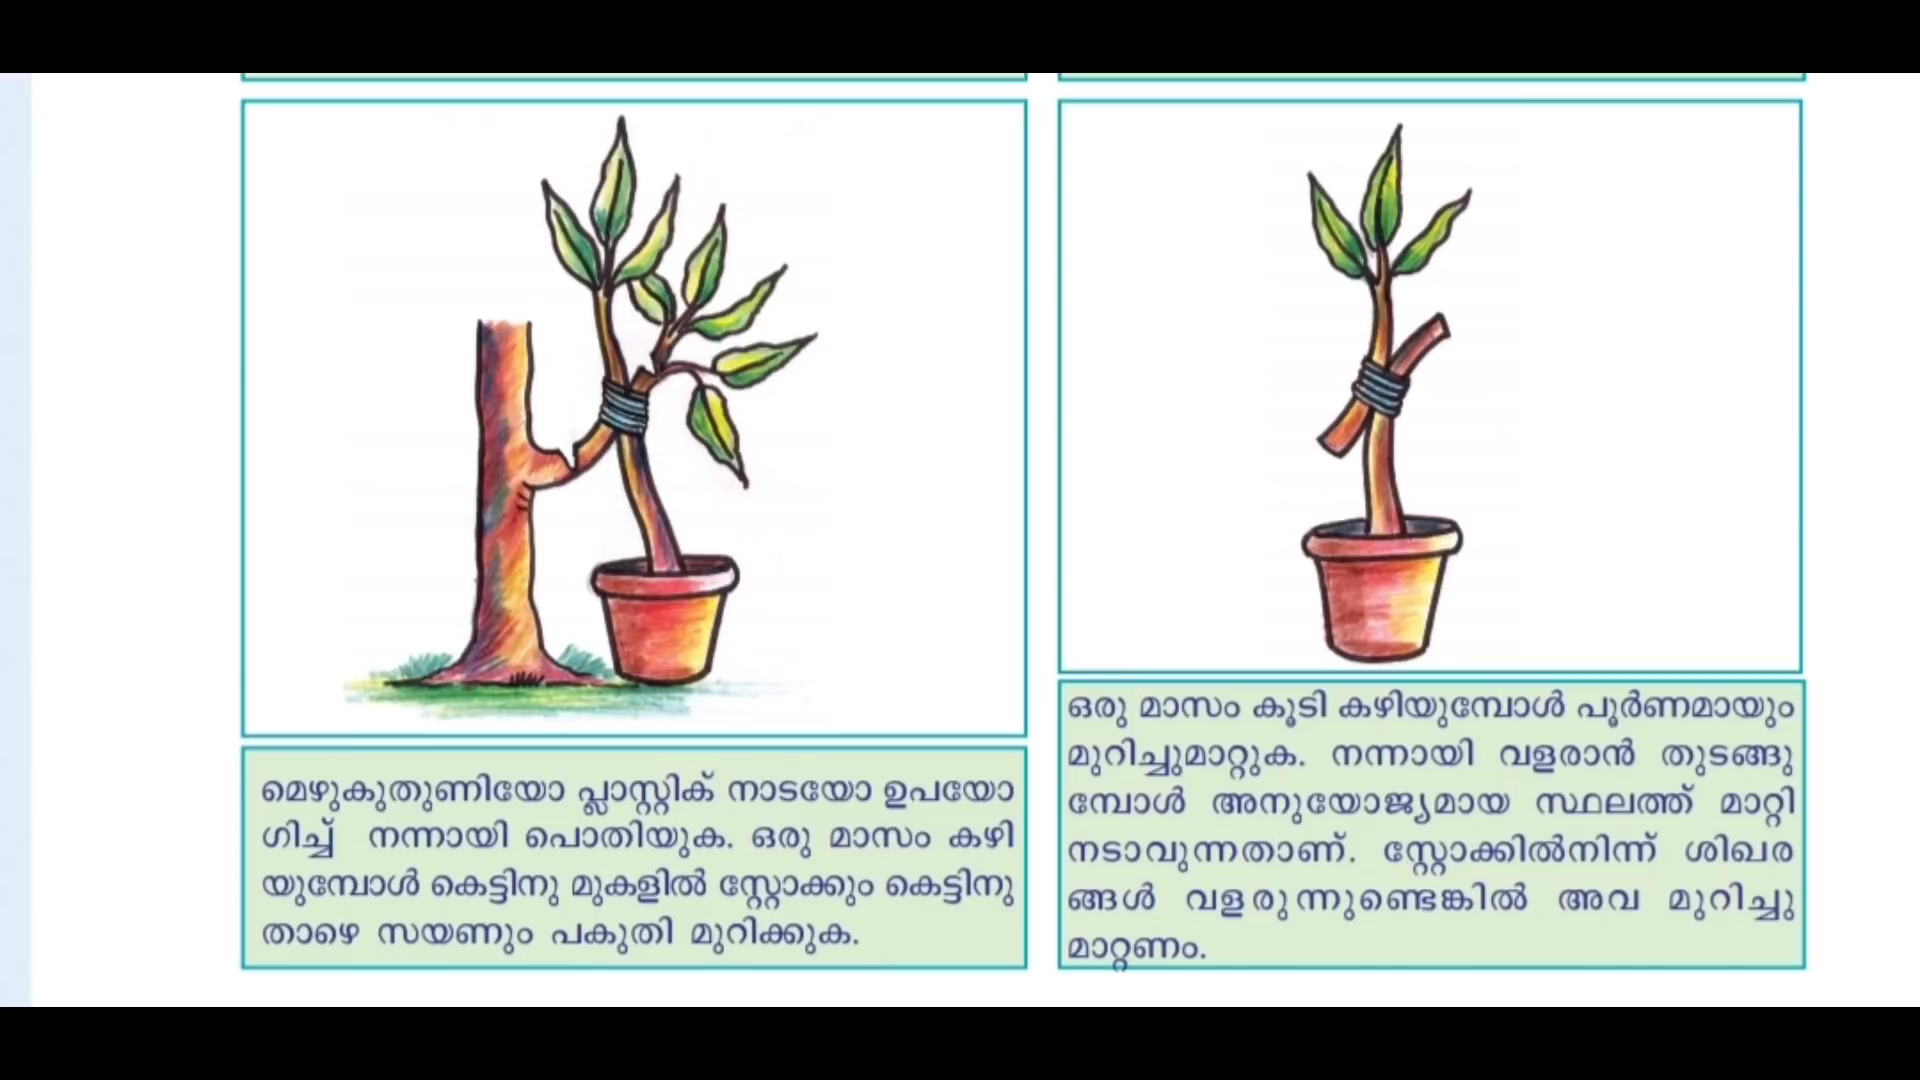 മെഴുകുതുണിയോ പ്ലാസ്റ്റിക് നാടയോ ഉപയോ
ഗിച്ച് നന്നായി പൊതിയുക. ഒരു മാസം കഴി
യുമ്പോൾ കെട്ടിനു മുകളിൽ സ്റ്റോക്കും കെട്ടിനു
താഴെ സയണും പകുതി മുറിക്കുക.
ഒരു മാസം കൂടി കഴിയുമ്പോൾ പൂർണമായും
മുറിച്ചുമാറ്റുക. നന്നായി വളരാൻ തുടങ്ങു
മ്പോൾ അനുയോജ്യമായ സ്ഥലത്ത് മാറ്റി
നടാവുന്നതാണ്. സ്റ്റോക്കിൽനിന്ന് ശിഖര
ങ്ങൾ വളരുന്നുണ്ടെങ്കിൽ അവ മുറിച്ചു
മാറ്റണം.